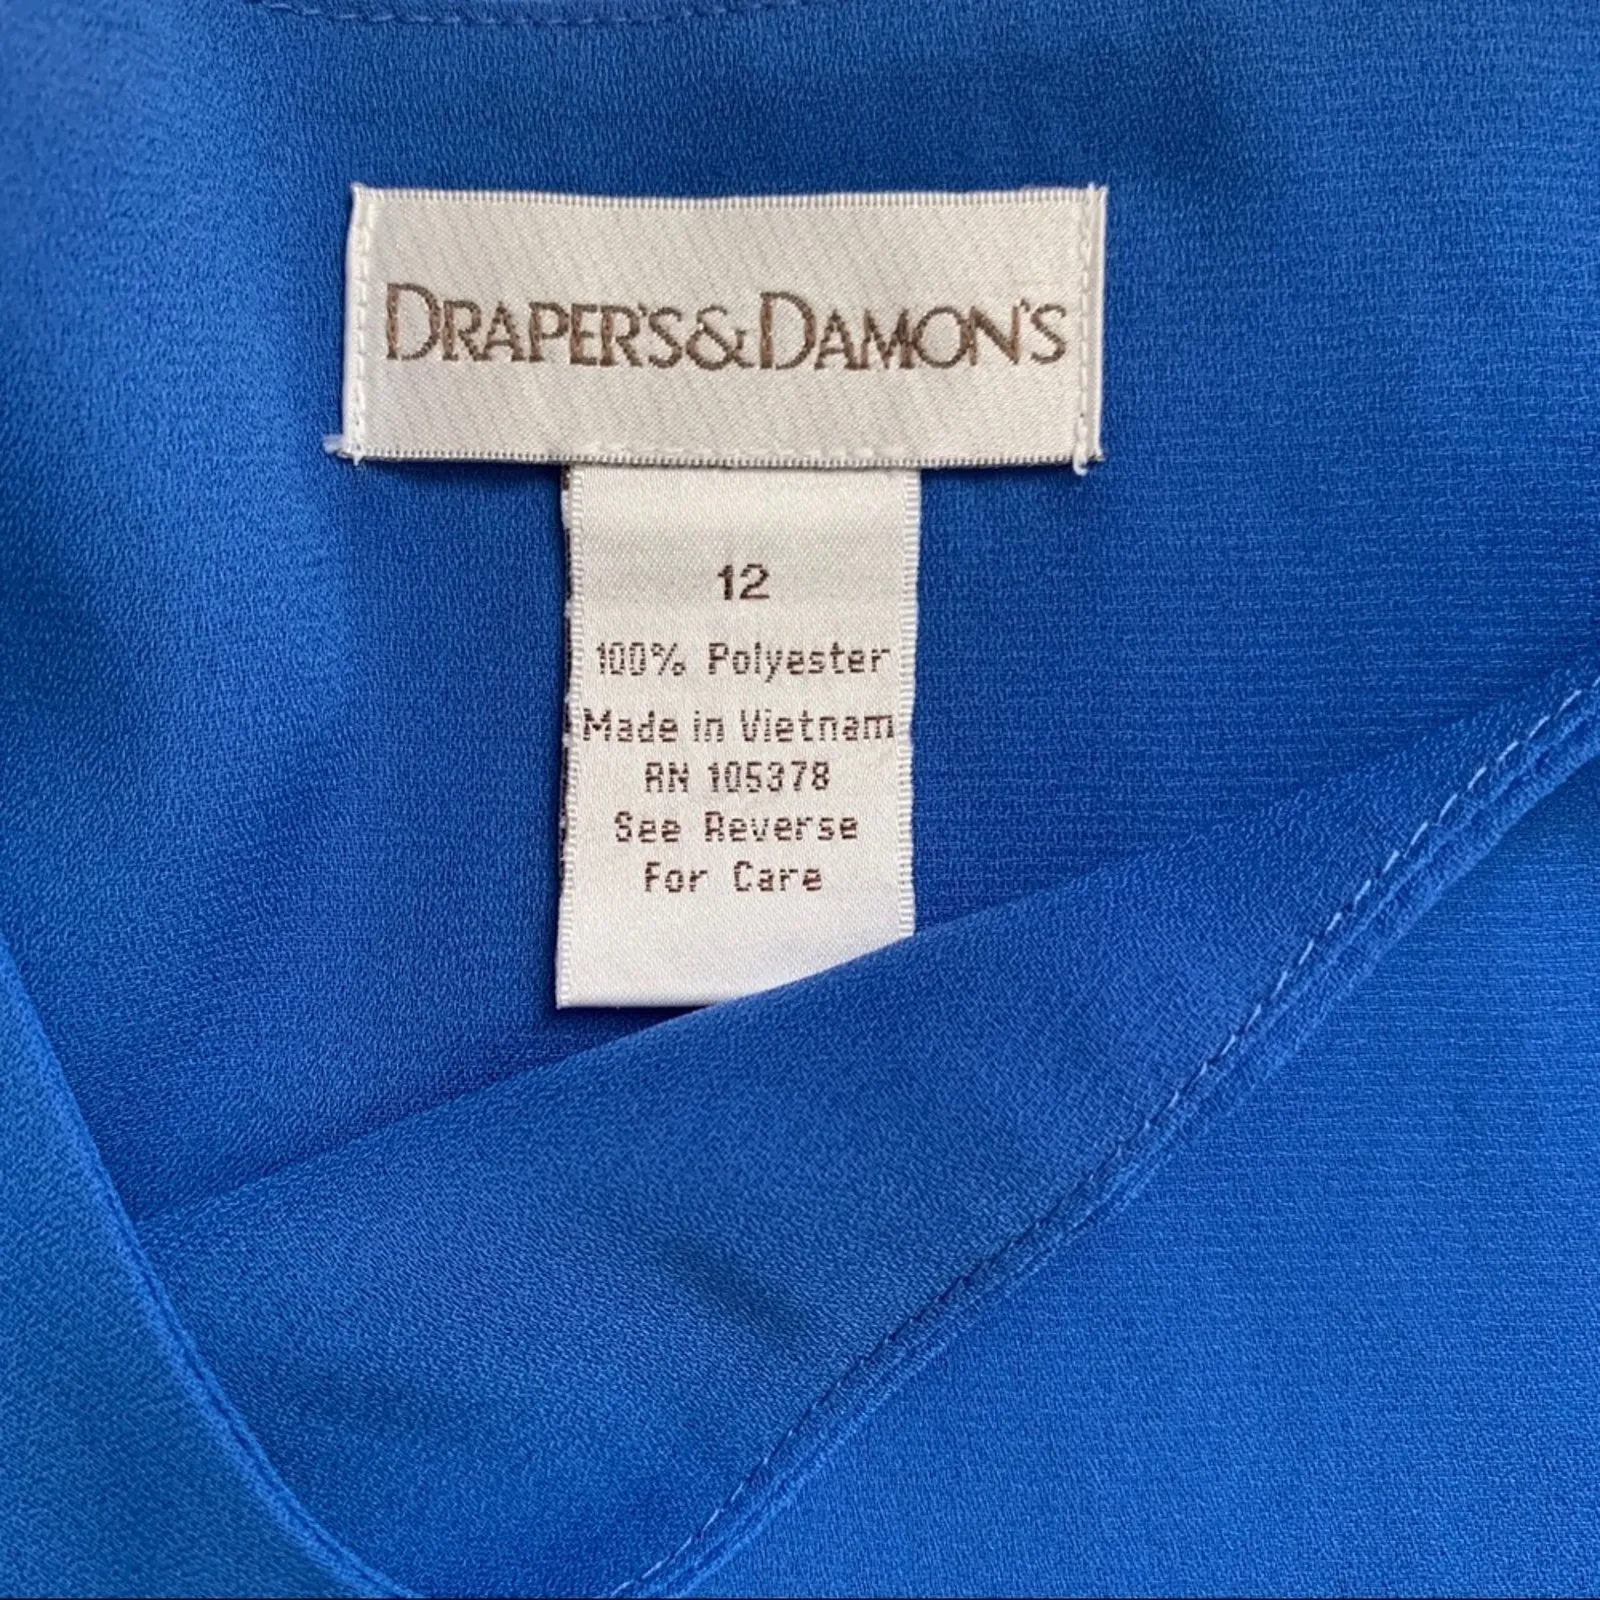 DRAPER'S&DAMON'S
12
100% Polyester
Made in Vietnam
RN 105378
See Reverse
For Care